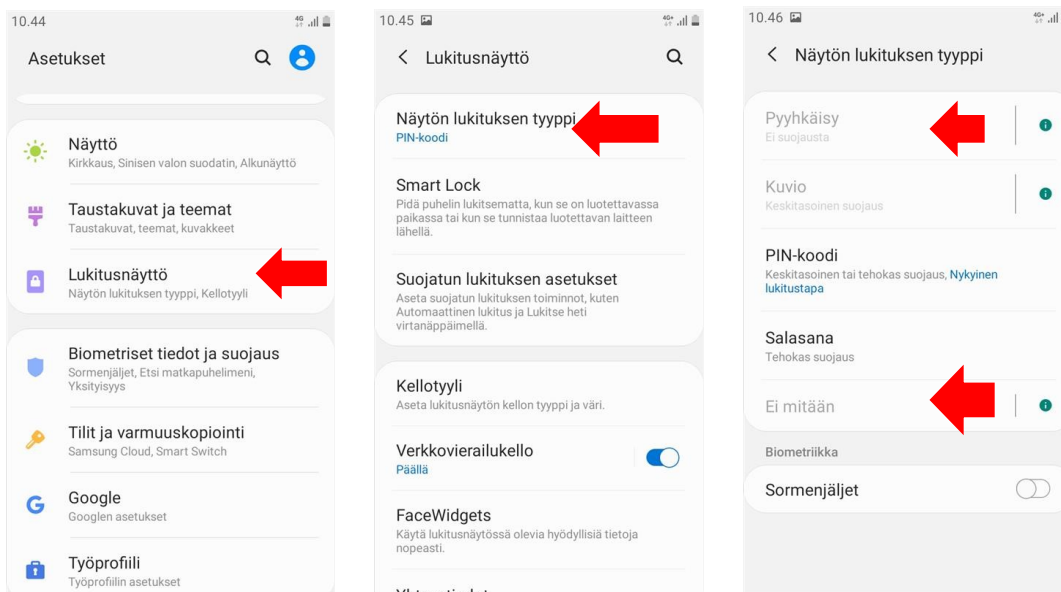 10.44
4G
Asetukset
Näyttö
Kirkkaus, Sinisen valon suodatin, Alkunäyttö
Taustakuvat ja teemat
Taustakuvat, teemat, kuvakkeet
Lukitusnäyttö
Näytön lukituksen tyyppi, Kellotyyli
Biometriset tiedot ja suojaus
Sormenjäljet, Etsi matkapuhelimeni,
Yksityisyys
Tilit ja varmuuskopiointi
Samsung Cloud, Smart Switch
Google
Googlen asetukset
Työprofiili
Työprofiilin asetukset
10.45
4G+
Lukitusnäyttö
Näytön lukituksen tyyppi
PIN-koodi
Smart Lock
Pidä puhelin lukitsematta, kun se on luotettavassa
paikassa tai kun se tunnistaa luotettavan laitteen
lähellä.
Suojatun lukituksen asetukset
Aseta suojatun lukituksen toiminnot, kuten
Automaattinen lukitus ja Lukitse heti
virtanäppäimellä.
Kellotyyli
Aseta lukitusnäytön kellon tyyppi ja väri.
Verkkovierailukello
Päällä
FaceWidgets
Käytä lukitusnäytössä olevia hyödyllisiä tietoja
nopeasti.
10.46
4G+
Näytön lukituksen tyyppi
Pyyhkäisy
Ei suojausta
Kuvio
Keskitasoinen suojaus
PIN-koodi
Keskitasoinen tai tehokas suojaus, Nykyinen
lukitustapa
Salasana
Tehokas suojaus
Ei mitään
Biometriikka
Sormenjäljet